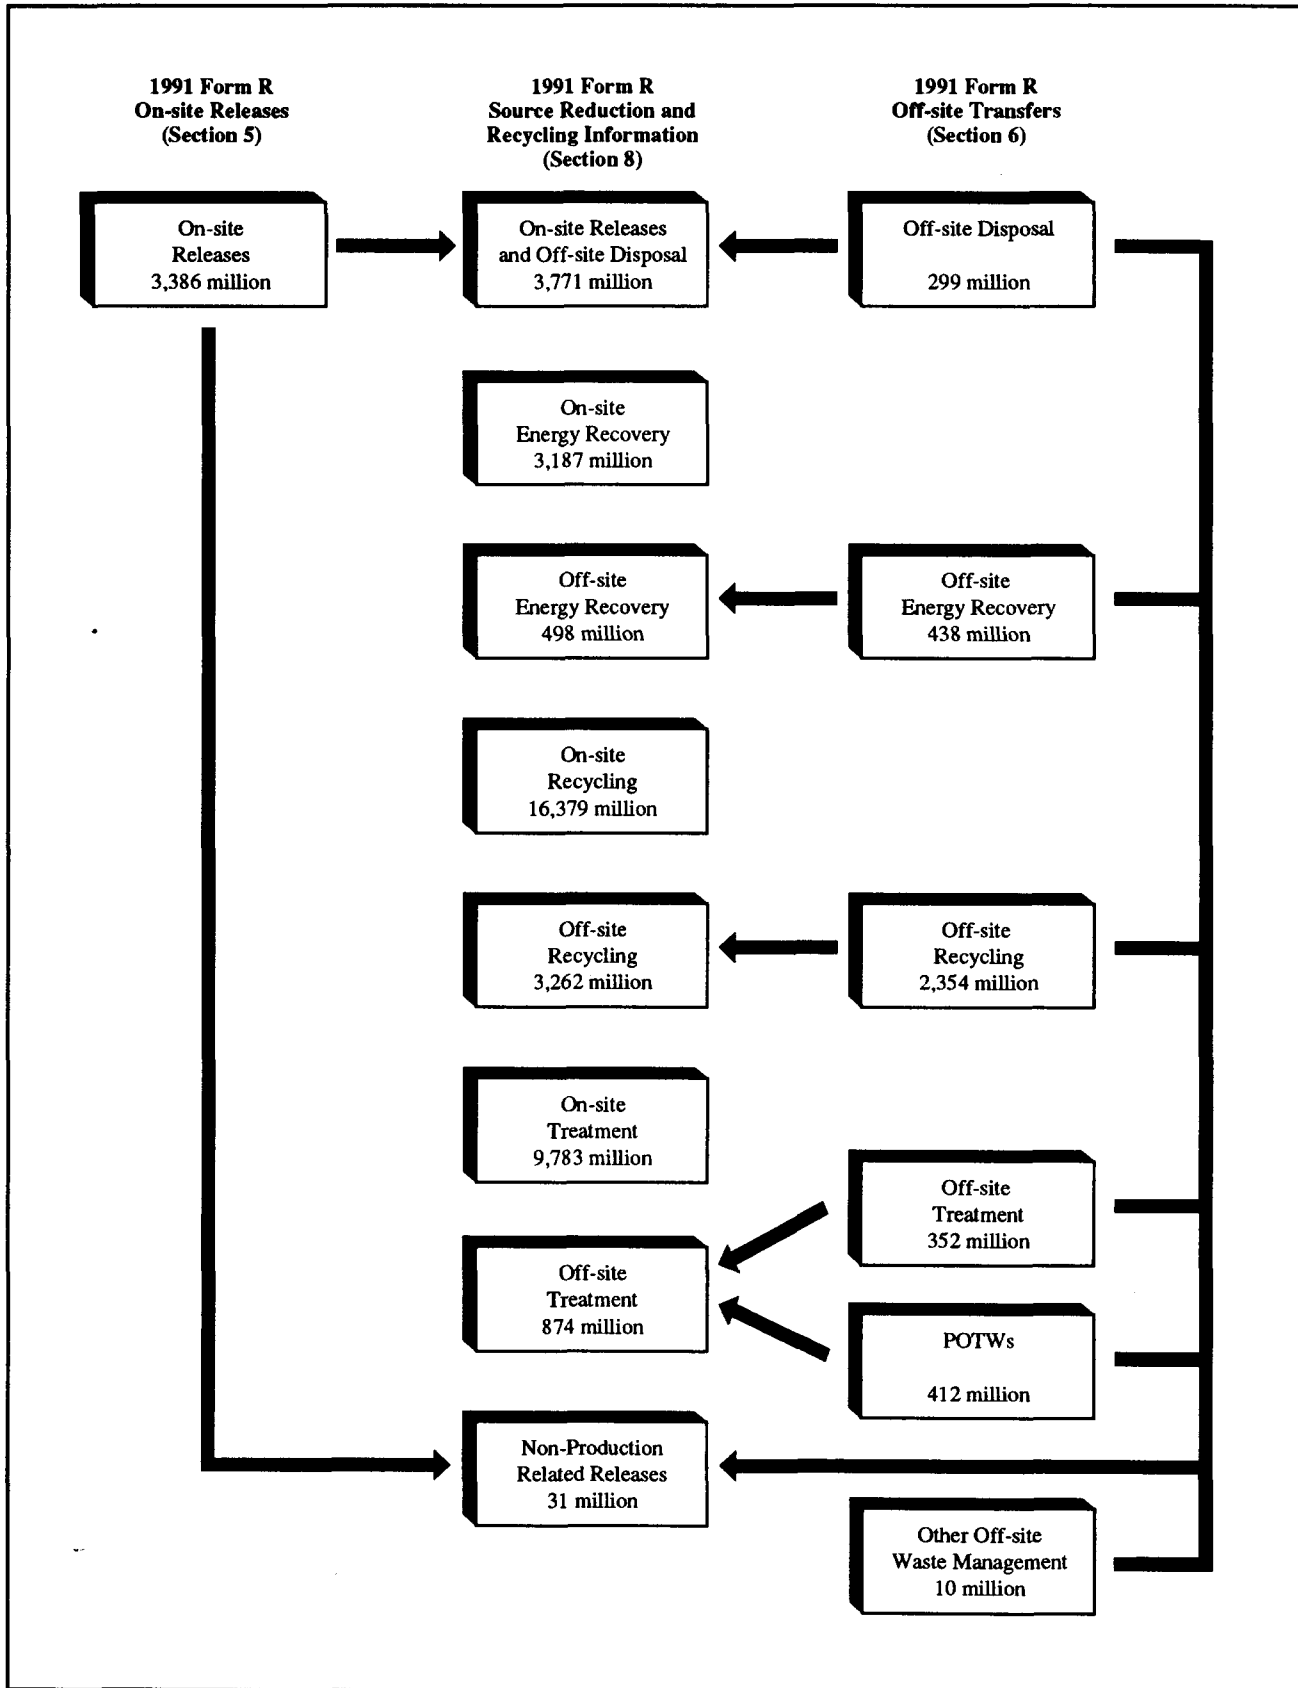 1991 Form R
On-site Releases
(Section 5)
1991 Form R
Source Reduction and
Recycling Information
(Section 8)
1991 Form R
Off-site Transfers
(Section 6)
On-site
Releases
3,386 million
On-site Releases
and Off-site Disposal
3,771 million
Off-site Disposal
299 million
On-site
Energy Recovery
3,187 million
Off-site
Energy Recovery
498 million
Off-site
Energy Recovery
438 million
On-site
Recycling
16,379 million
Off-site
Recycling
3,262 million
Off-site
Recycling
2,354 million
On-site
Treatment
9,783 million
Off-site
Treatment
352 million
Off-site
Treatment
874 million
POTWs
412 million
Non-Production
Related Releases
31 million
Other Off-site
Waste Management
10 million